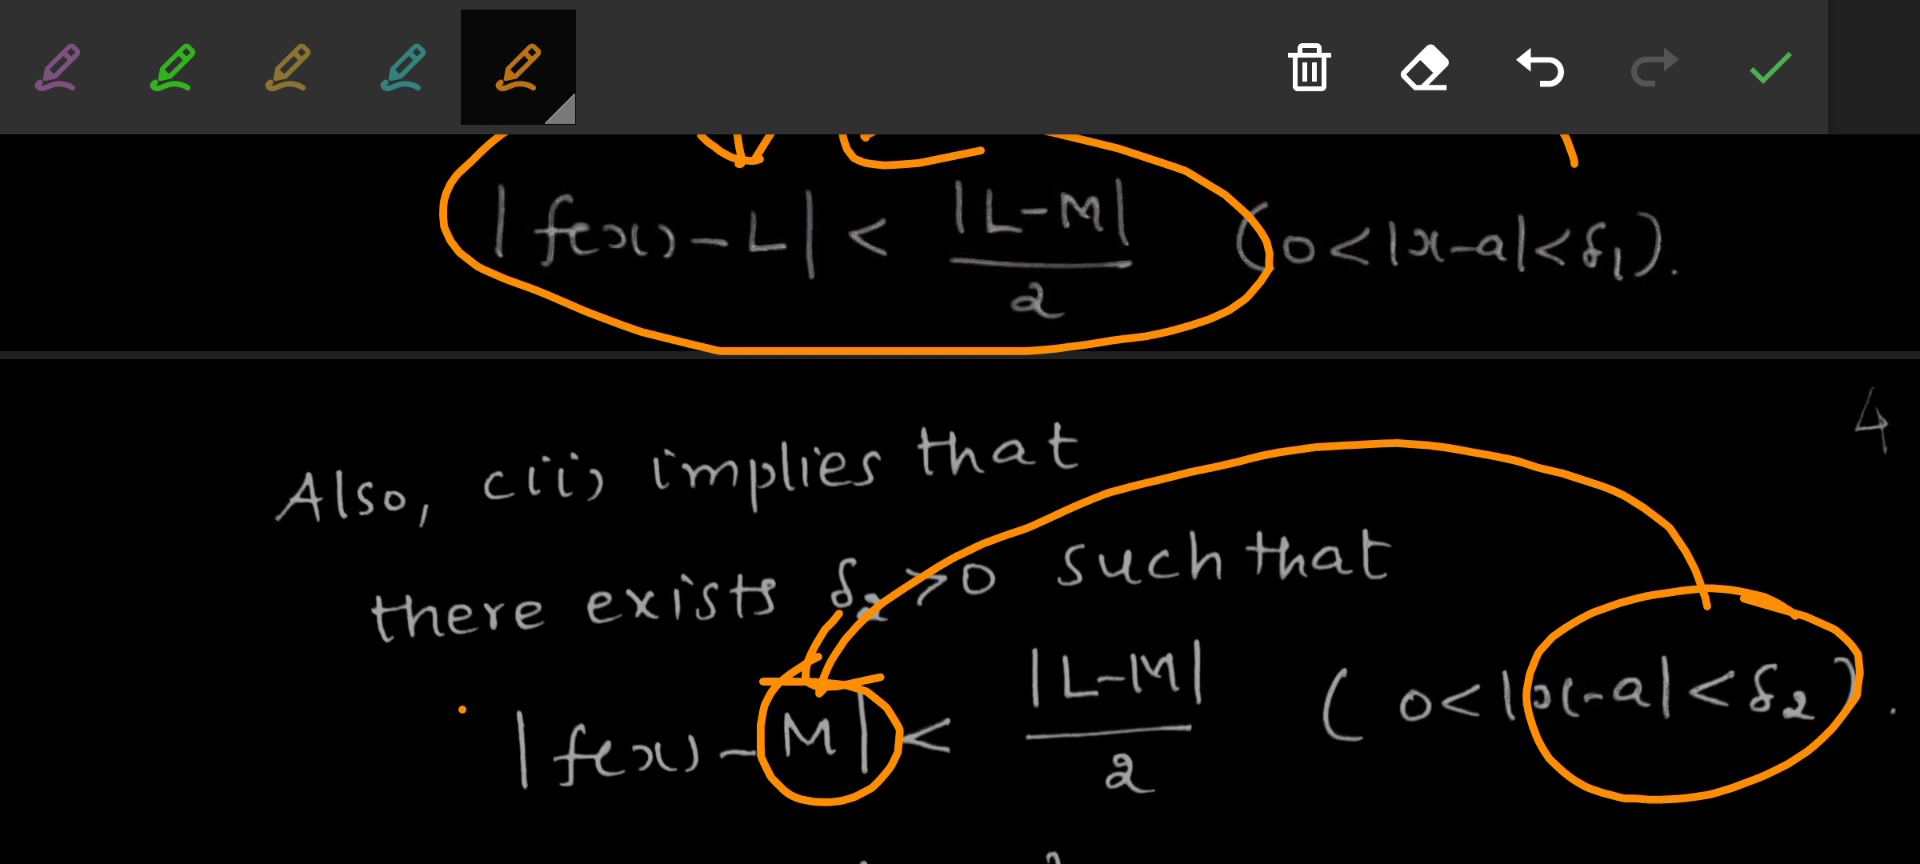 |f(x)-L| < |L-M|/2 (0<|x-a|<δ₁).
4
Also, (ii) implies that
there exists δ₂>0 such that
|f(x)-M| < |L-M|/2 (0<|x-a|<δ₂).